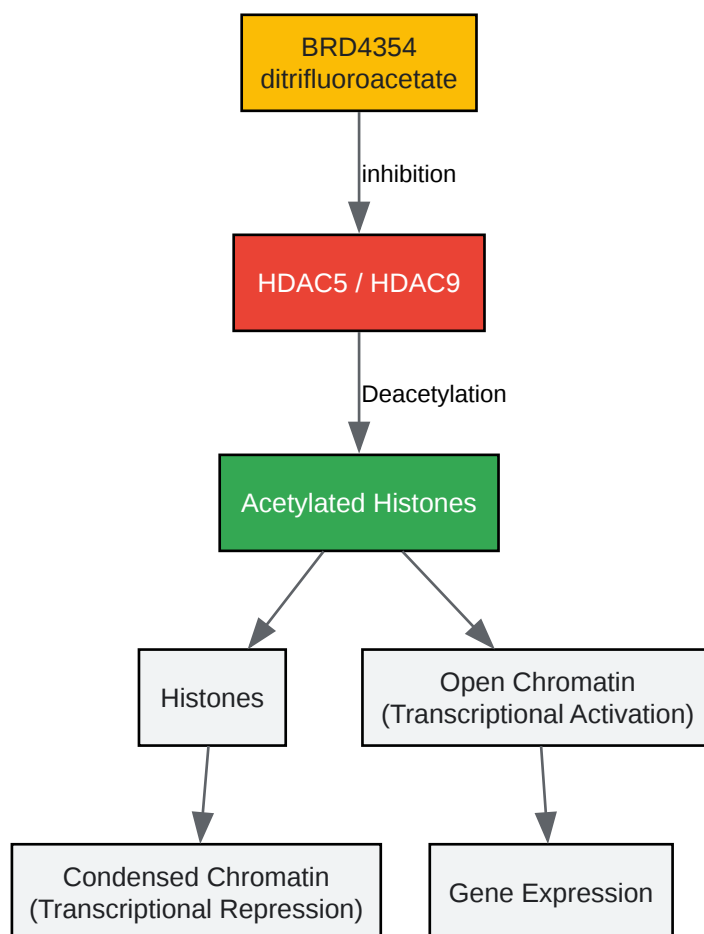 BRD4354
ditrifluoroacetate
inhibition
HDAC5 / HDAC9
Deacetylation
Acetylated Histones
Histones
Open Chromatin
(Transcriptional Activation)
Condensed Chromatin
(Transcriptional Repression)
Gene Expression